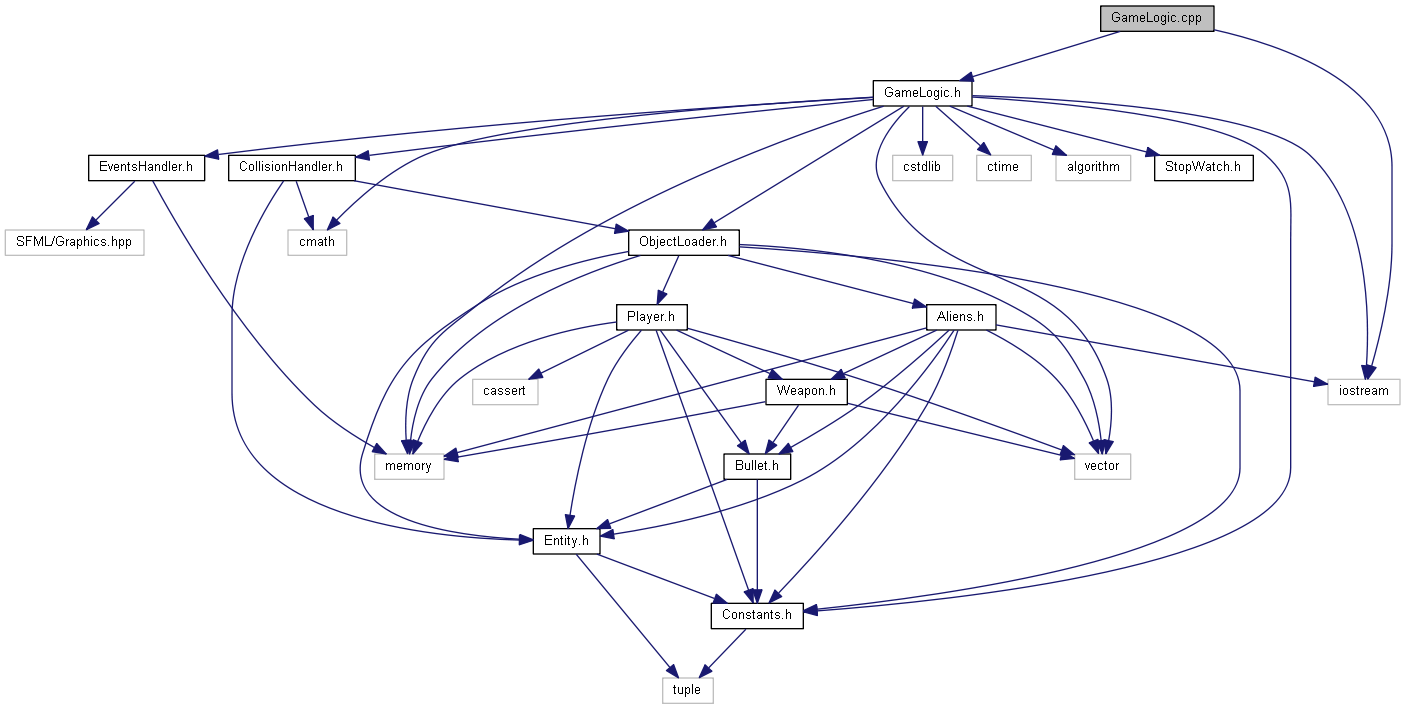 GameLogic.cpp
GameLogic.h
EventsHandler.h
CollisionHandler.h
cstdlib
ctime
algorithm
StopWatch.h
SFML/Graphics.hpp
cmath
ObjectLoader.h
Player.h
Aliens.h
cassert
Weapon.h
iostream
memory
Bullet.h
vector
Entity.h
Constants.h
tuple